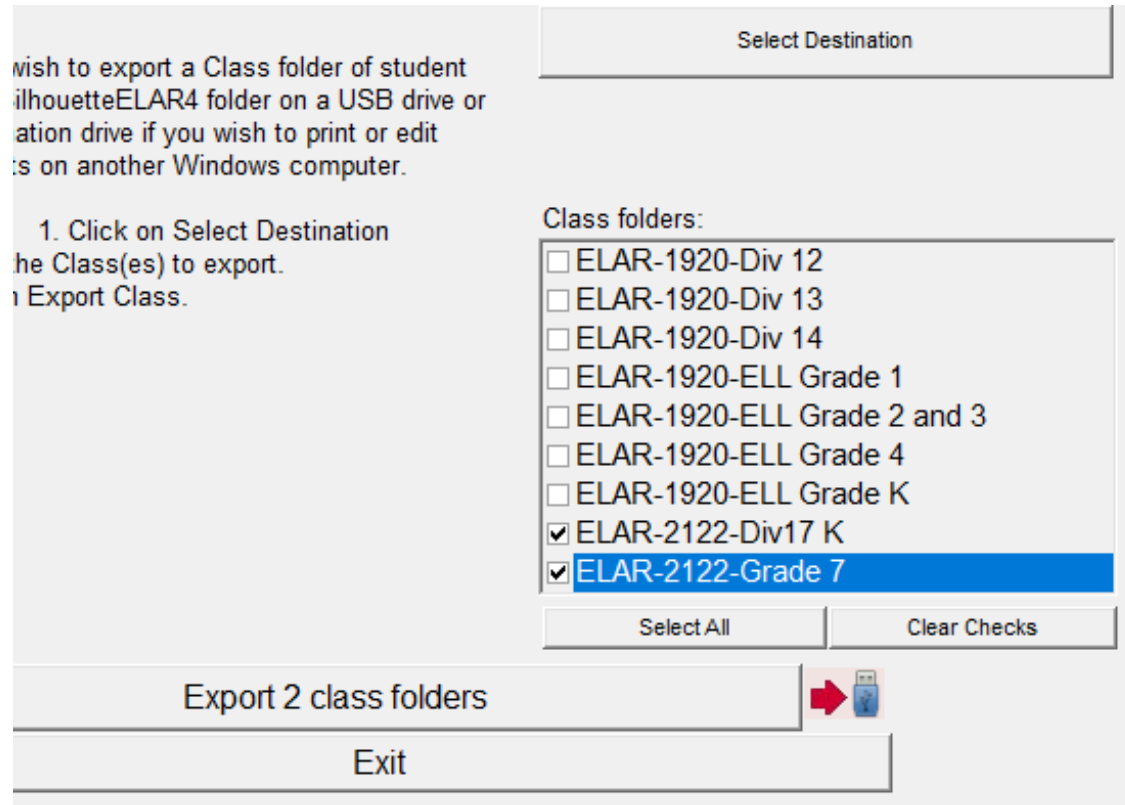 Select Destination
wish to export a Class folder of student
ilhouetteELAR4 folder on a USB drive or
ation drive if you wish to print or edit
ts on another Windows computer.
1. Click on Select Destination
the Class(es) to export.
Export Class.
Class folders:
ELAR-1920-Div 12
ELAR-1920-Div 13
ELAR-1920-Div 14
ELAR-1920-ELL Grade 1
ELAR-1920-ELL Grade 2 and 3
ELAR-1920-ELL Grade 4
ELAR-1920-ELL Grade K
ELAR-2122-Div17 K
ELAR-2122-Grade 7
Select All
Clear Checks
Export 2 class folders
Exit